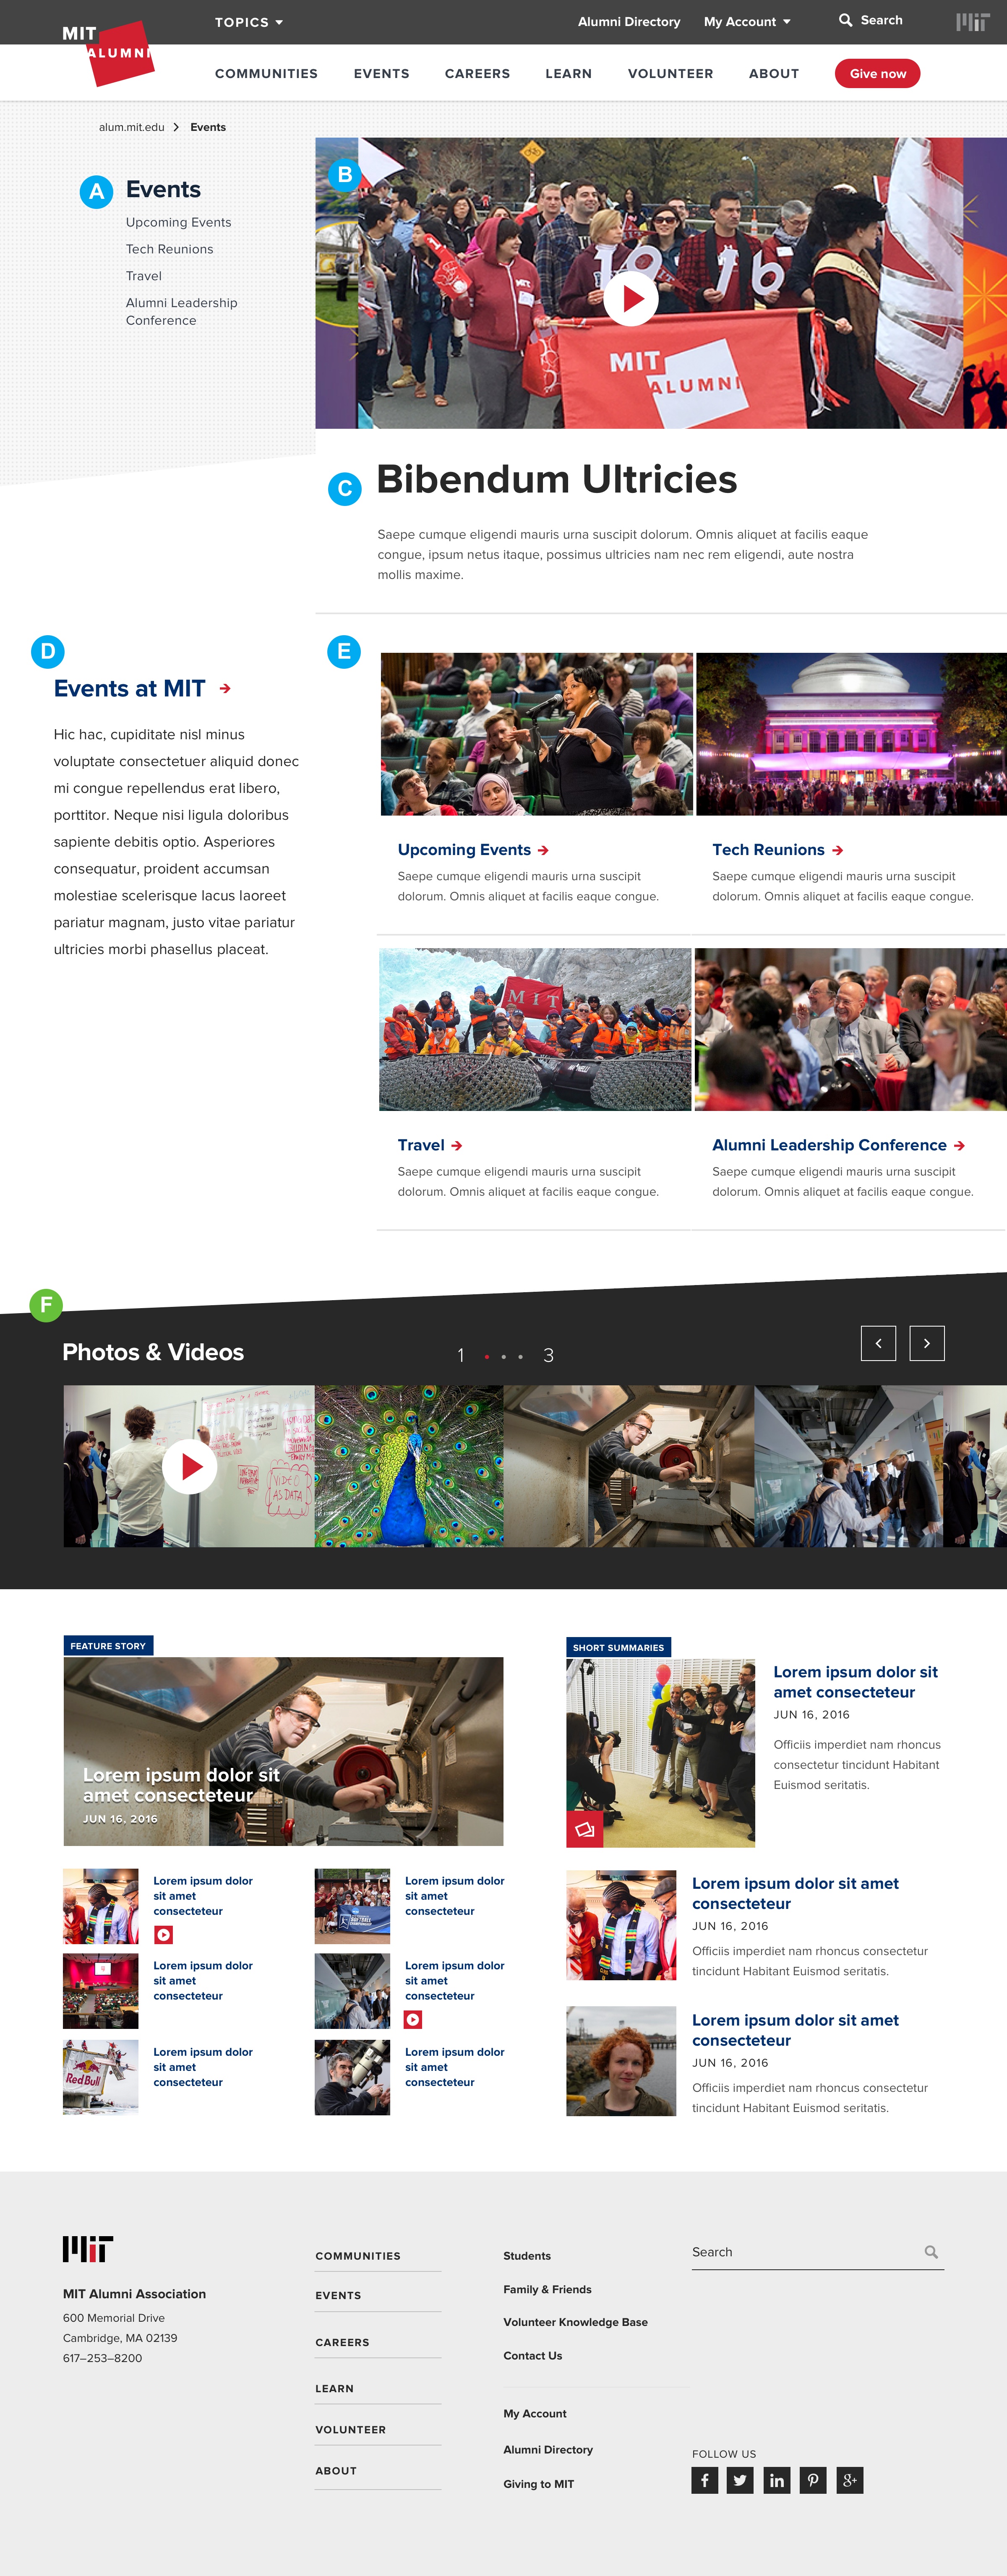 MIT
ALUMNI
TOPICS
Alumni Directory
My Account
Search
COMMUNITIES
EVENTS
CAREERS
LEARN
VOLUNTEER
ABOUT
Give now
alum.mit.edu
Events
A
Events
Upcoming Events
Tech Reunions
Travel
Alumni Leadership
Conference
B
1976
MIT
MIT
ALUMNI
C
Bibendum Ultricies
Saepe cumque eligendi mauris urna suscipit dolorum. Omnis aliquet at facilis eaque
congue, ipsum netus itaque, possimus ultricies nam nec rem eligendi, aute nostra
mollis maxime.
D
Events at MIT
Hic hac, cupiditate nisl minus
voluptate consectetuer aliquid donec
mi congue repellendus erat libero,
porttitor. Neque nisi ligula doloribus
sapiente debitis optio. Asperiores
consequatur, proident accumsan
molestiae scelerisque lacus laoreet
pariatur magnam, justo vitae pariatur
ultricies morbi phasellus placeat.
E
Upcoming Events
Saepe cumque eligendi mauris urna suscipit
dolorum. Omnis aliquet at facilis eaque congue.
Tech Reunions
Saepe cumque eligendi mauris urna suscipit
dolorum. Omnis aliquet at facilis eaque congue.
MIT
Travel
Saepe cumque eligendi mauris urna suscipit
dolorum. Omnis aliquet at facilis eaque congue.
Alumni Leadership Conference
Saepe cumque eligendi mauris urna suscipit
dolorum. Omnis aliquet at facilis eaque congue.
F
Photos & Videos
1
3
VIDEO
AS DATA
FEATURE STORY
Lorem ipsum dolor sit
amet consecteteur
JUN 16, 2016
Lorem ipsum dolor
sit amet
consecteteur
Lorem ipsum dolor
sit amet
consecteteur
Lorem ipsum dolor
sit amet
consecteteur
Lorem ipsum dolor
sit amet
consecteteur
Red Bull
Lorem ipsum dolor
sit amet
consecteteur
Lorem ipsum dolor
sit amet
consecteteur
SHORT SUMMARIES
Lorem ipsum dolor sit
amet consecteteur
JUN 16, 2016
Officiis imperdiet nam rhoncus
consectetur tincidunt Habitant
Euismod seritatis.
Lorem ipsum dolor sit amet
consecteteur
JUN 16, 2016
Officiis imperdiet nam rhoncus consectetur
tincidunt Habitant Euismod seritatis.
Lorem ipsum dolor sit amet
consecteteur
JUN 16, 2016
Officiis imperdiet nam rhoncus consectetur
tincidunt Habitant Euismod seritatis.
MIT Alumni Association
600 Memorial Drive
Cambridge, MA 02139
617–253–8200
COMMUNITIES
EVENTS
CAREERS
LEARN
VOLUNTEER
ABOUT
Students
Family & Friends
Volunteer Knowledge Base
Contact Us
My Account
Alumni Directory
Giving to MIT
Search
FOLLOW US